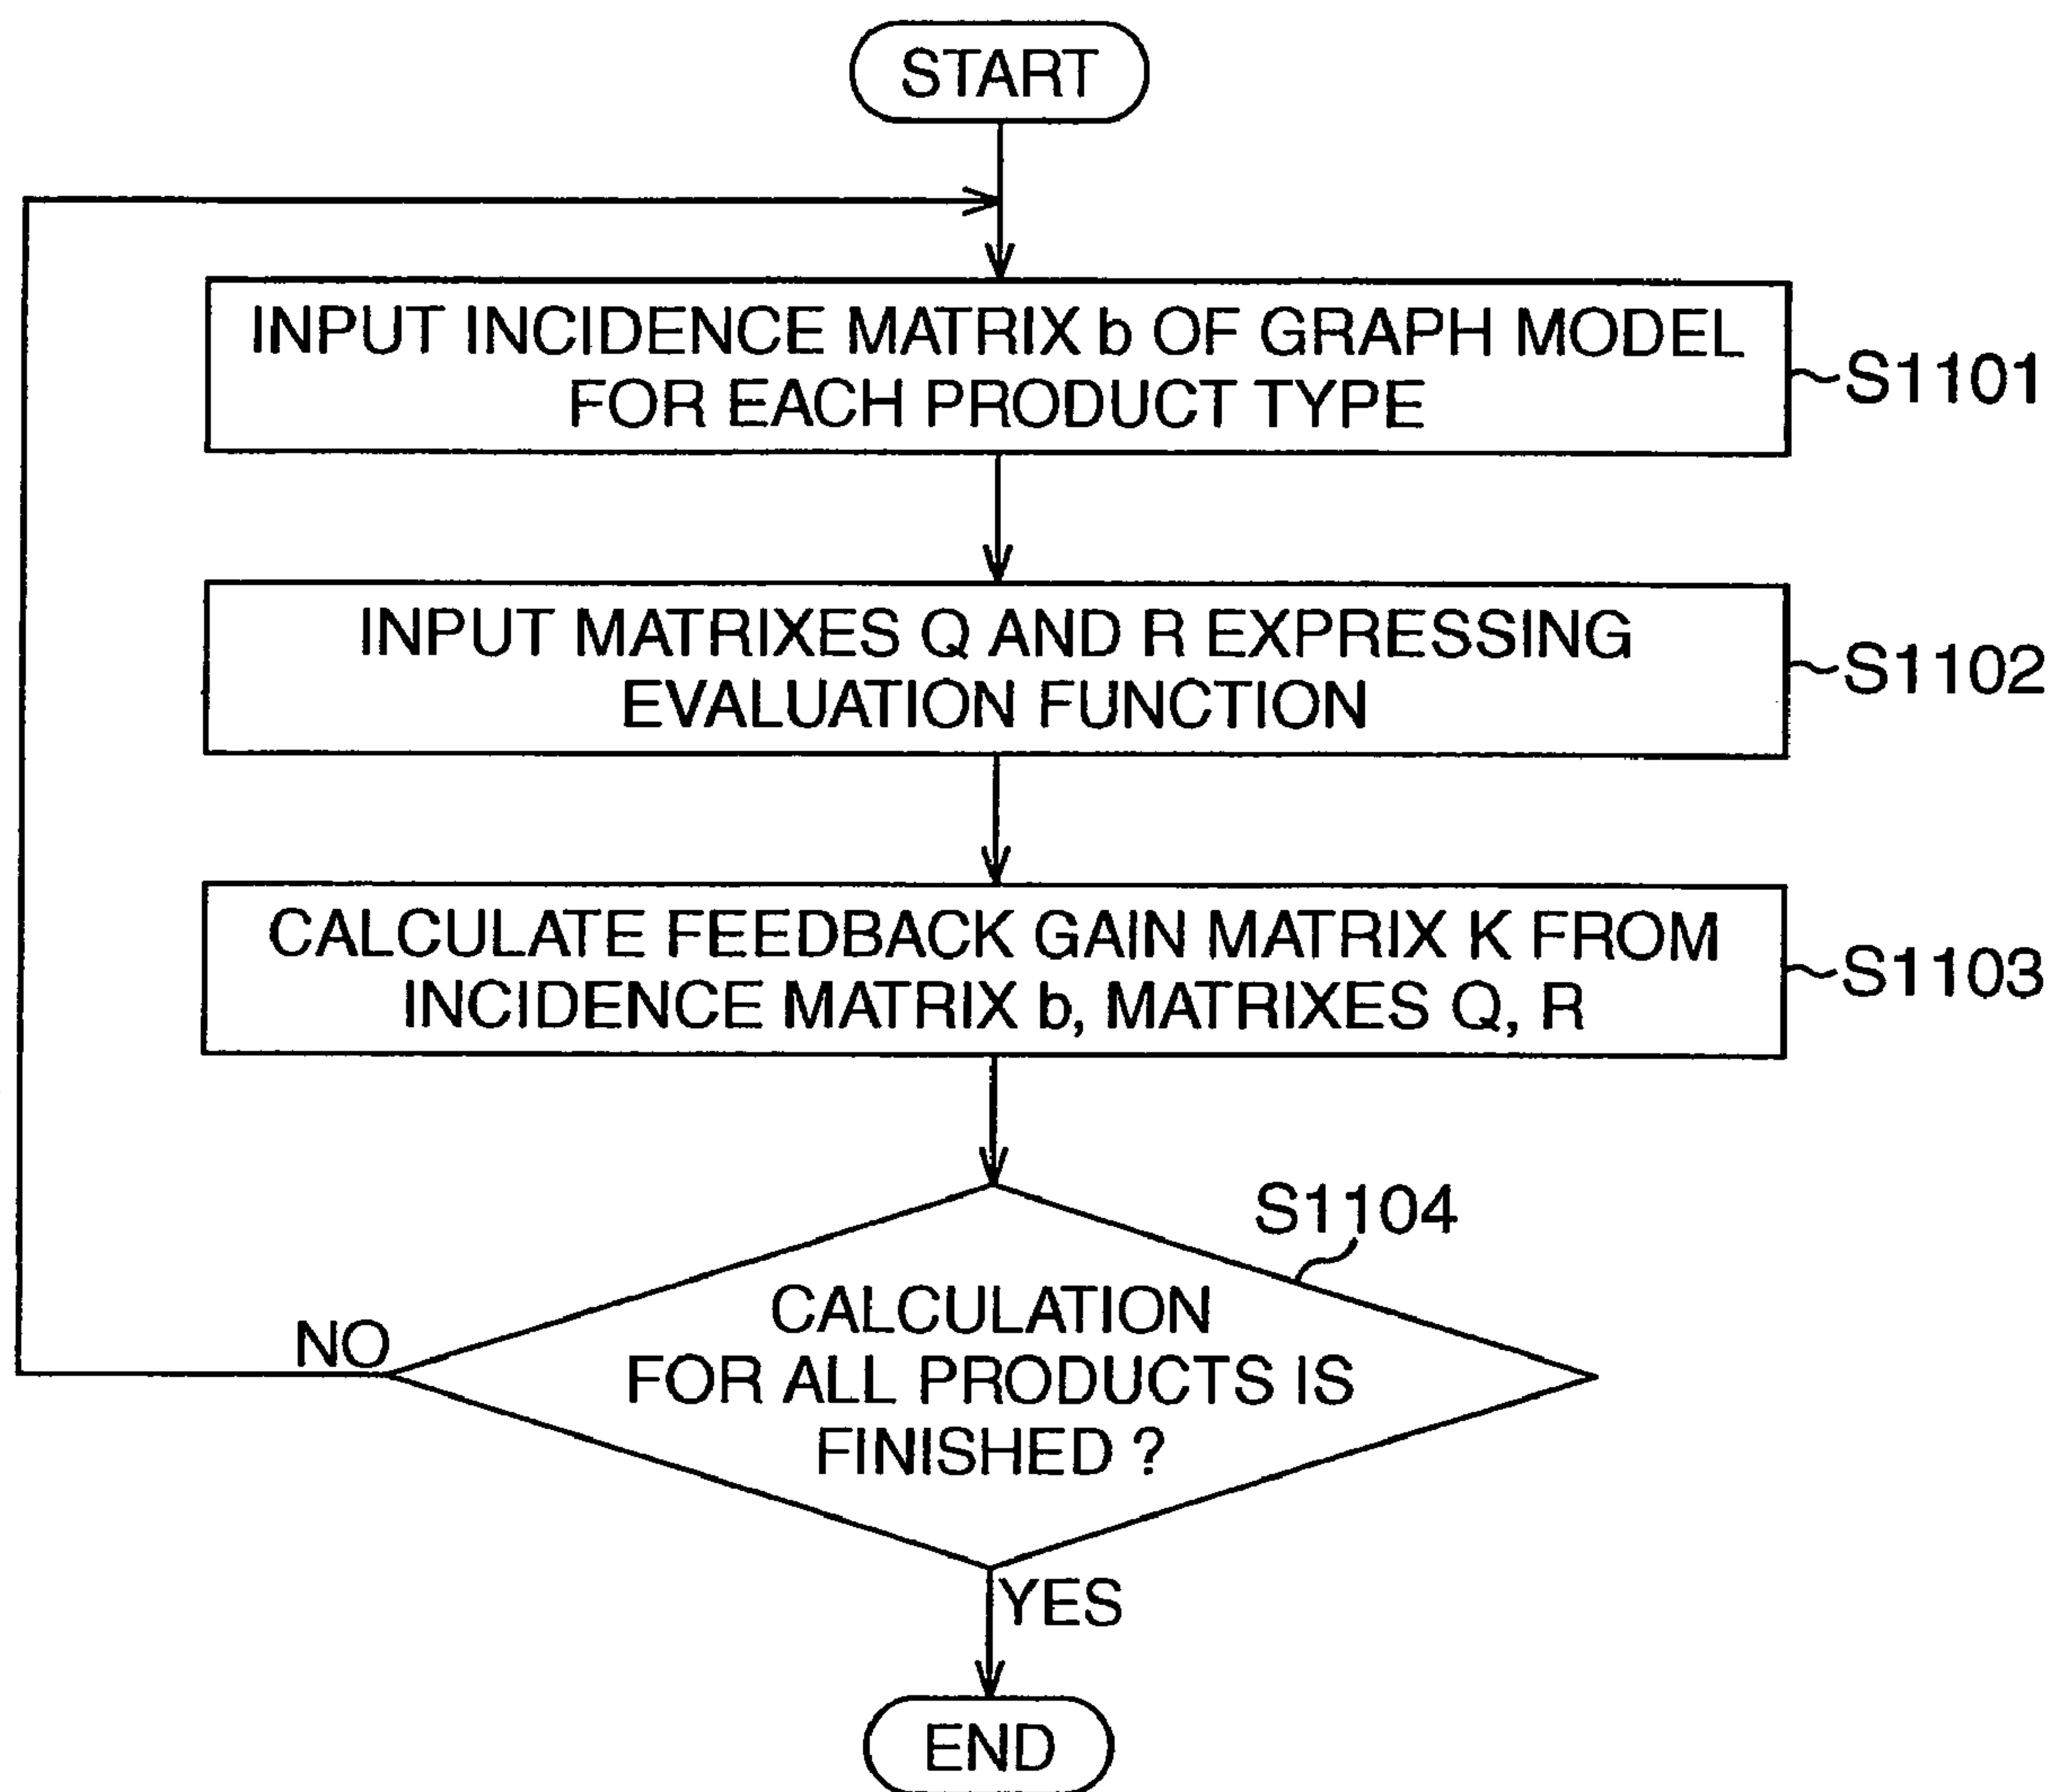 START
INPUT INCIDENCE MATRIX b OF GRAPH MODEL
FOR EACH PRODUCT TYPE
S1101
INPUT MATRIXES Q AND R EXPRESSING
EVALUATION FUNCTION
S1102
CALCULATE FEEDBACK GAIN MATRIX K FROM
INCIDENCE MATRIX b, MATRIXES Q, R
S1103
S1104
CALCULATION
FOR ALL PRODUCTS IS
FINISHED ?
NO
YES
END